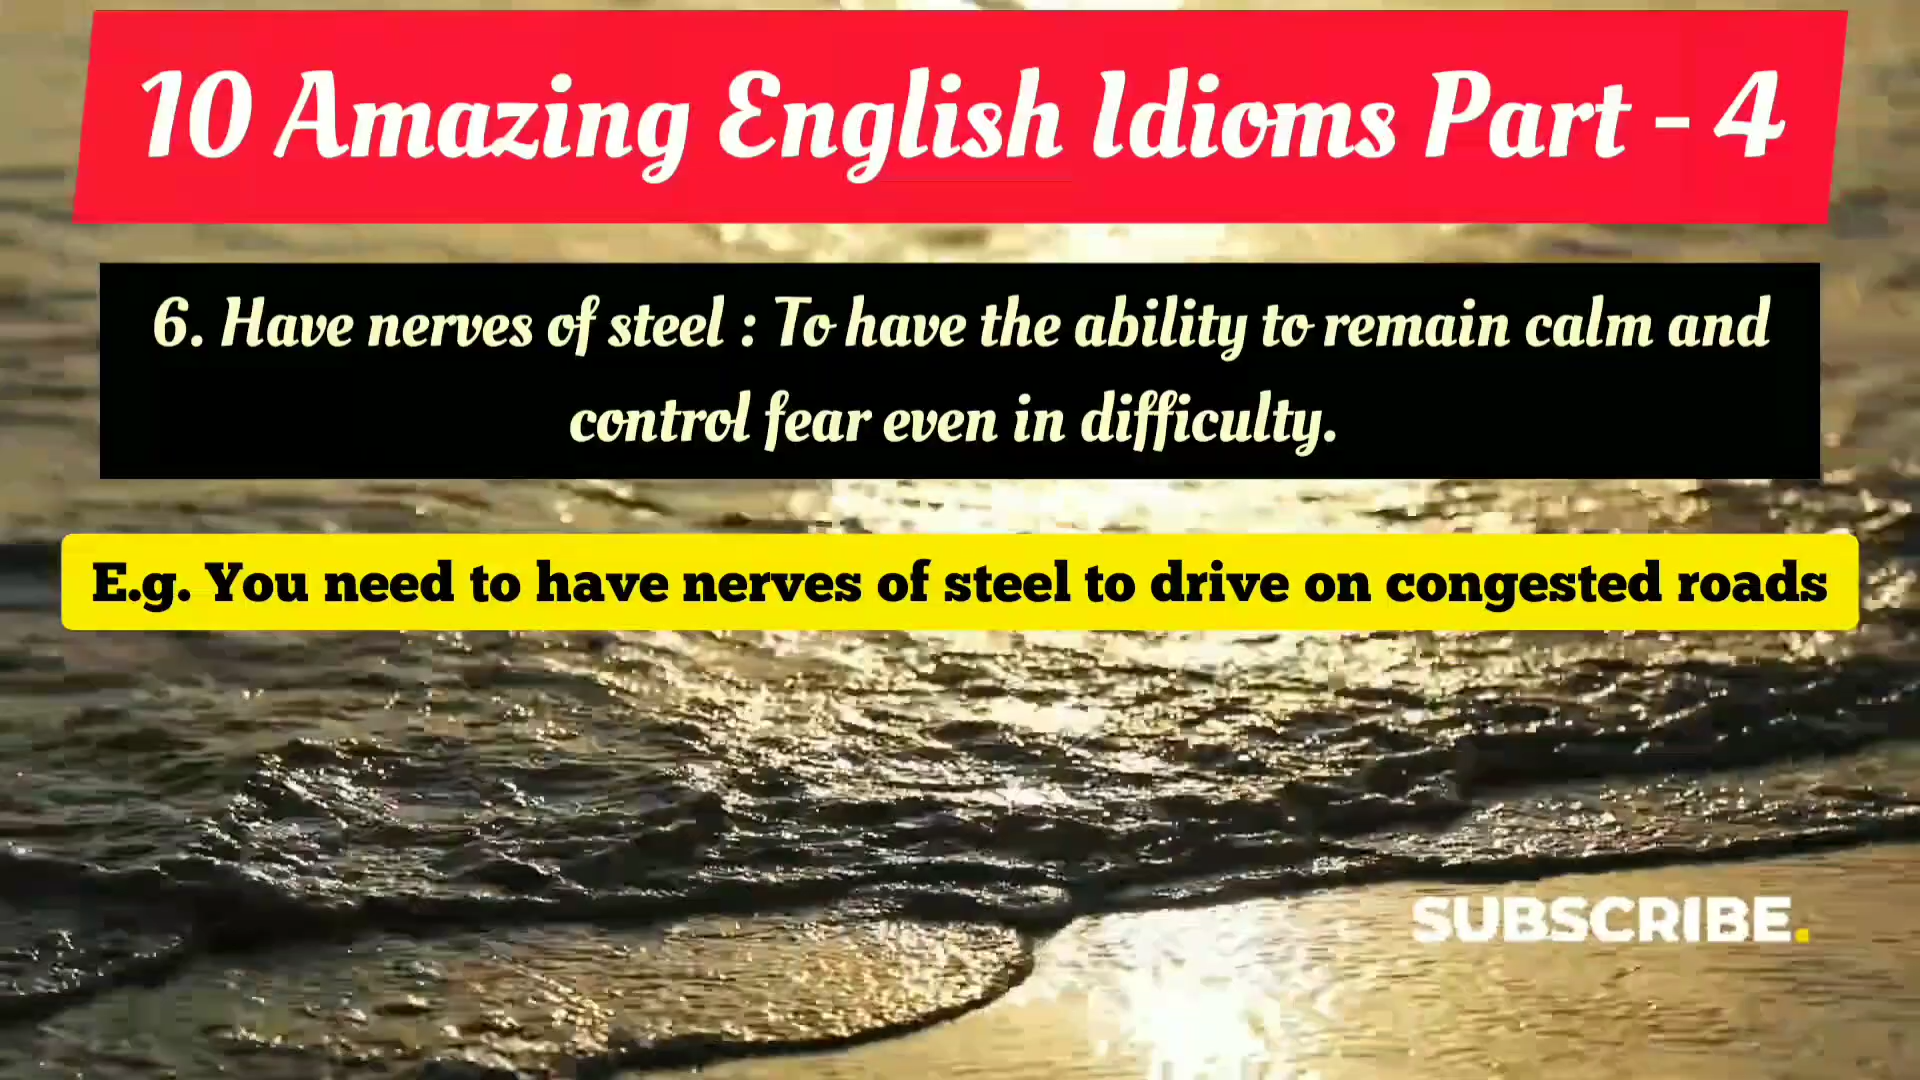 10 Amazing English Idioms Part - 4
6. Have nerves of steel : To have the ability to remain calm and
control fear even in difficulty.
E.g. You need to have nerves of steel to drive on congested roads
SUBSCRIBE.